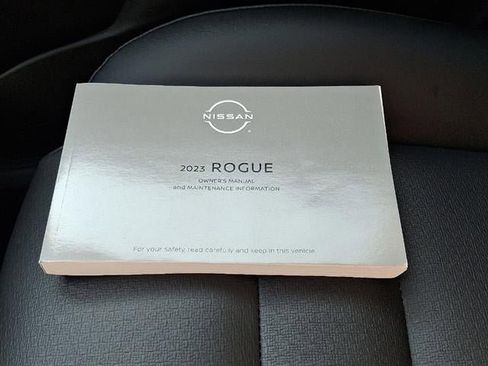 NISSAN
2023 ROGUE
OWNER'S MANUAL
and MAINTENANCE INFORMATION
For your safety, read carefully and keep in this vehicle.